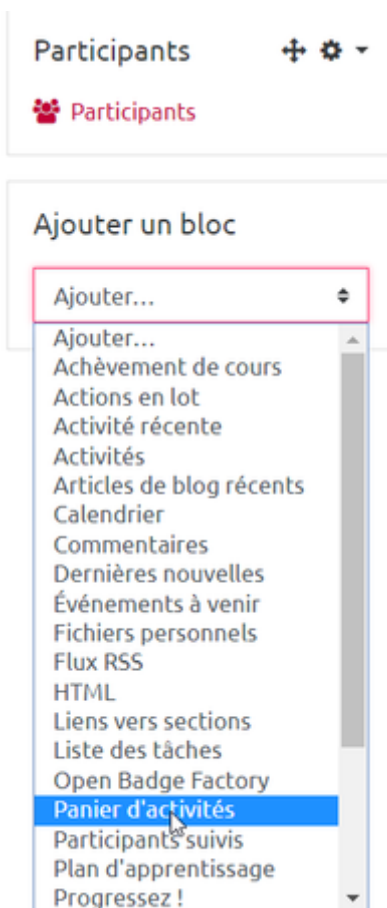 Participants
Participants
Ajouter un bloc
Ajouter...
Ajouter...
Achèvement de cours
Actions en lot
Activité récente
Activités
Articles de blog récents
Calendrier
Commentaires
Dernières nouvelles
Événements à venir
Fichiers personnels
Flux RSS
HTML
Liens vers sections
Liste des tâches
Open Badge Factory
Panier d'activités
Participants suivis
Plan d'apprentissage
Progressez !